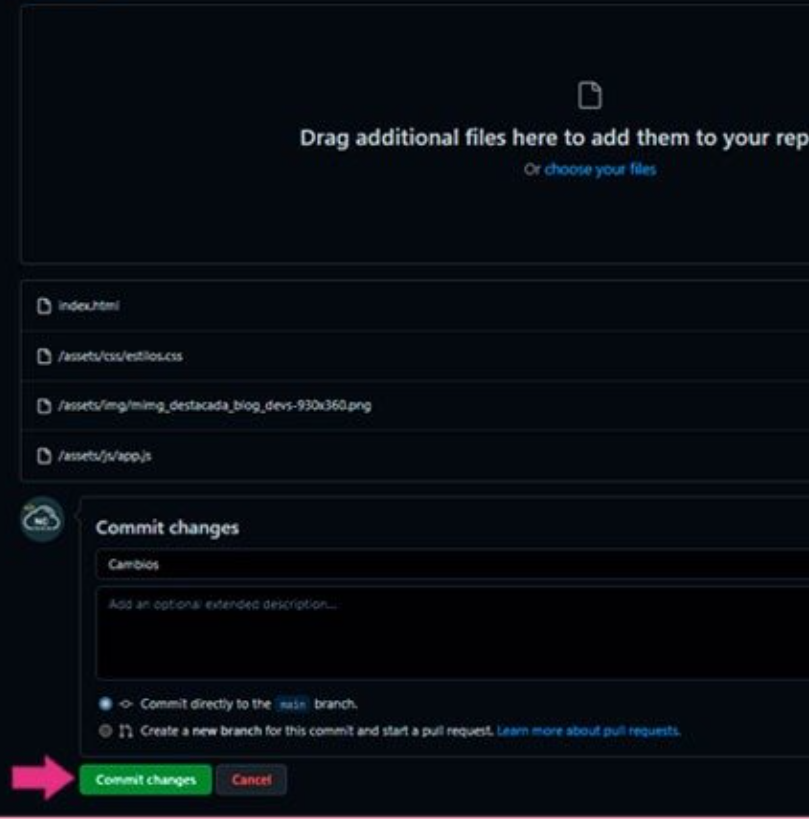 Drag additional files here to add them to your rep
Or choose your files
index.html
/assets/css/estilos.css
/assets/img/mimg_destacada_blog_devs-930x360.png
/assets/js/app.js
NC
Commit changes
Cambios
Add an optional extended description...
Commit directly to the main branch.
Create a new branch for this commit and start a pull request. Learn more about pull requests.
Commit changes Cancel